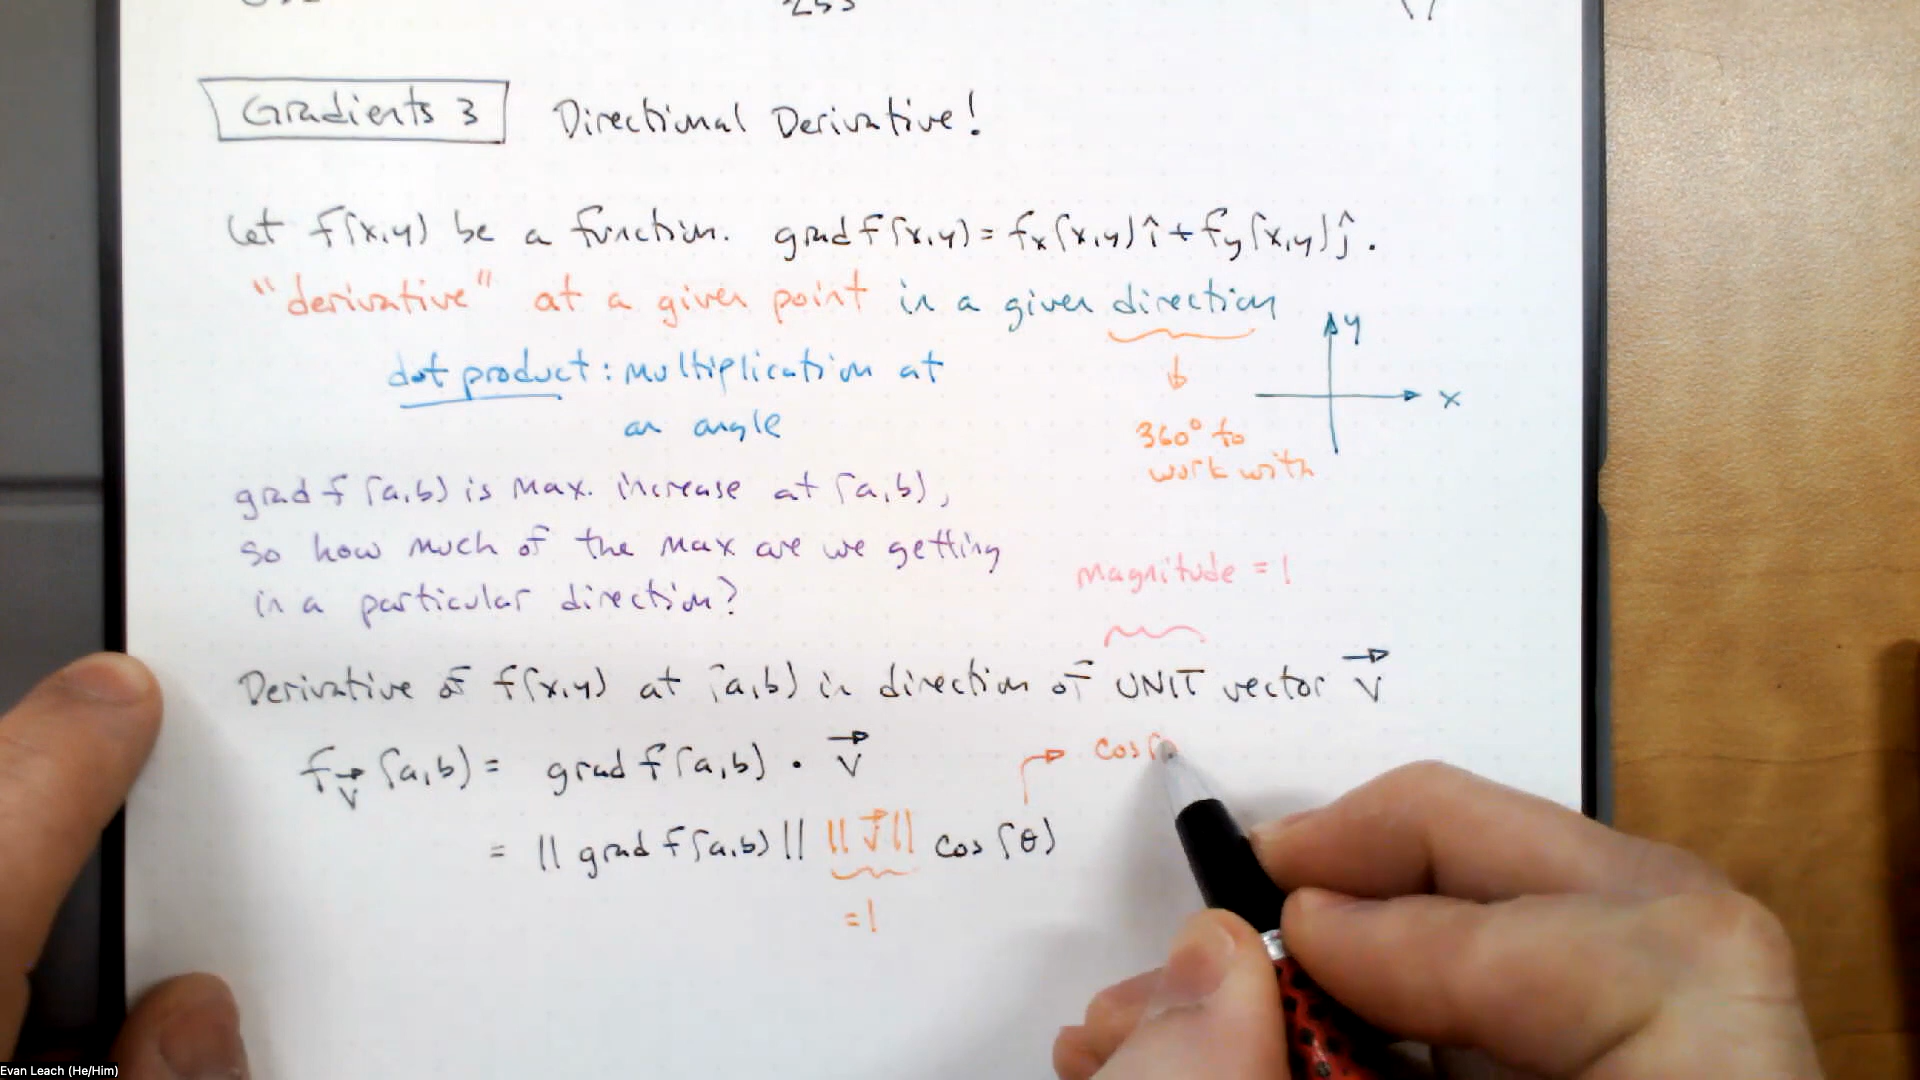 Gradients 3 Directional Derivative!
Let f(x,y) be a function. grad f(x,y) = fₓ(x,y) î + f_y(x,y) ĵ.
"derivative" at a given point in a given direction
y
x
dot product: multiplication at
an angle
360° to
work with
grad f(a,b) is max. increase at (a,b),
so how much of the max are we getting
in a particular direction?
magnitude = 1
Derivative of f(x,y) at (a,b) in direction of UNIT vector v⃗
f_v⃗ (a,b) = grad f(a,b) · v⃗
cos(
= || grad f(a,b) || ||v⃗|| cos(θ)
= 1
Evan Leach (He/Him)